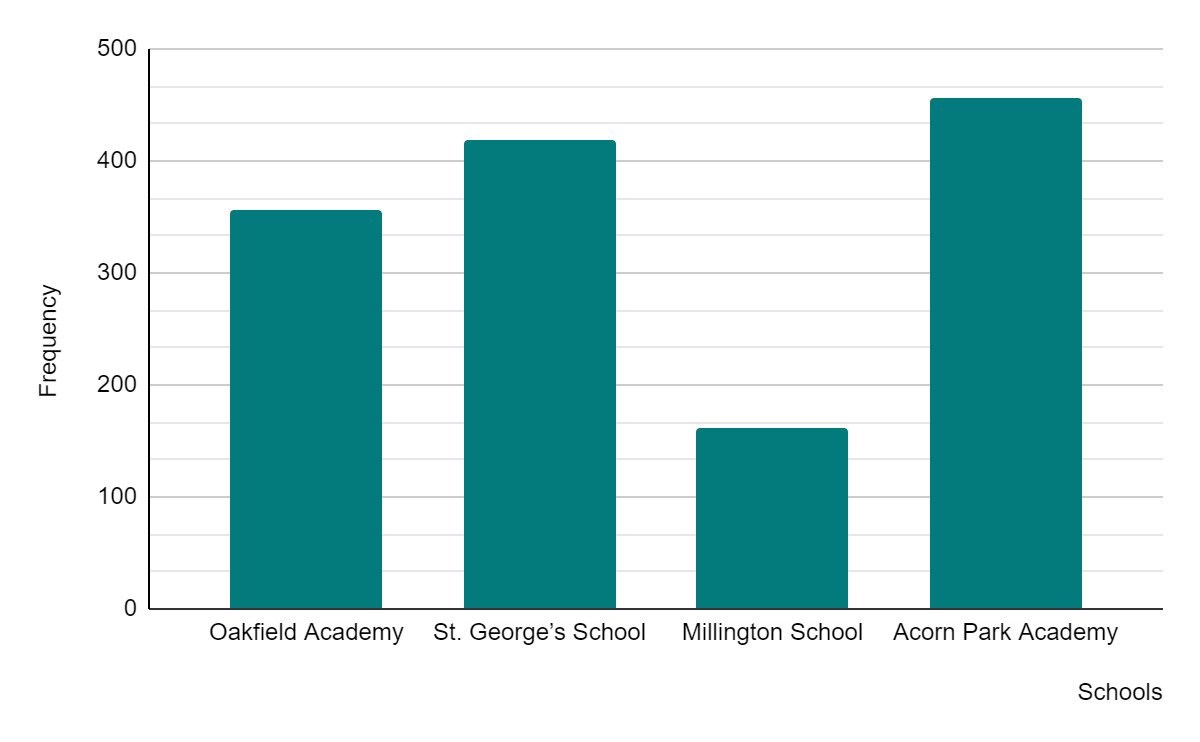 500
400
300
200
100
0
Frequency
Oakfield Academy
St. George’s School
Millington School
Acorn Park Academy
Schools